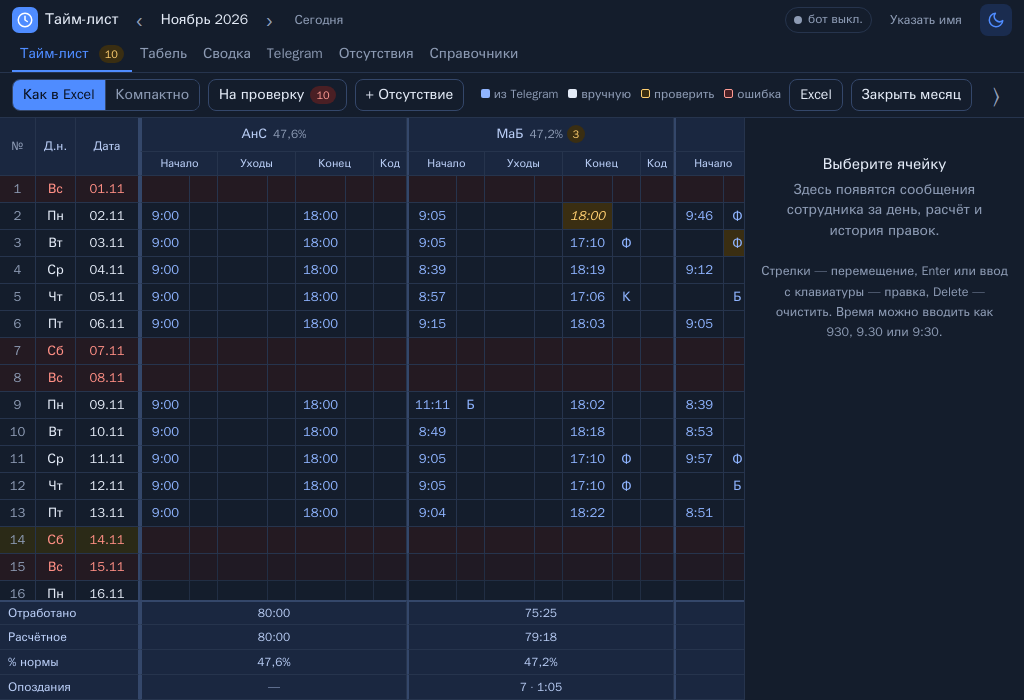 Тайм-лист ‹ Ноябрь 2026 › Сегодня бот выкл. Указать имя
Тайм-лист 10 Табель Сводка Telegram Отсутствия Справочники
Как в Excel Компактно На проверку 10 + Отсутствие из Telegram вручную проверить ошибка Excel Закрыть месяц
№ Д.н. Дата АнС 47,6% МаБ 47,2% 3
Начало Уходы Конец Код Начало Уходы Конец Код Начало
1 Вс 01.11
2 Пн 02.11 9:00 18:00 9:05 18:00 9:46 Ф
3 Вт 03.11 9:00 18:00 9:05 17:10 Ф Ф
4 Ср 04.11 9:00 18:00 8:39 18:19 9:12
5 Чт 05.11 9:00 18:00 8:57 17:06 К Б
6 Пт 06.11 9:00 18:00 9:15 18:03 9:05
7 Сб 07.11
8 Вс 08.11
9 Пн 09.11 9:00 18:00 11:11 Б 18:02 8:39
10 Вт 10.11 9:00 18:00 8:49 18:18 8:53
11 Ср 11.11 9:00 18:00 9:05 17:10 Ф 9:57 Ф
12 Чт 12.11 9:00 18:00 9:05 17:10 Ф Б
13 Пт 13.11 9:00 18:00 9:04 18:22 8:51
14 Сб 14.11
15 Вс 15.11
16 Пн 16.11
Отработано 80:00 75:25
Расчётное 80:00 79:18
% нормы 47,6% 47,2%
Опоздания — 7 · 1:05
Выберите ячейку
Здесь появятся сообщения
сотрудника за день, расчёт и
история правок.
Стрелки — перемещение, Enter или ввод
с клавиатуры — правка, Delete —
очистить. Время можно вводить как
930, 9.30 или 9:30.